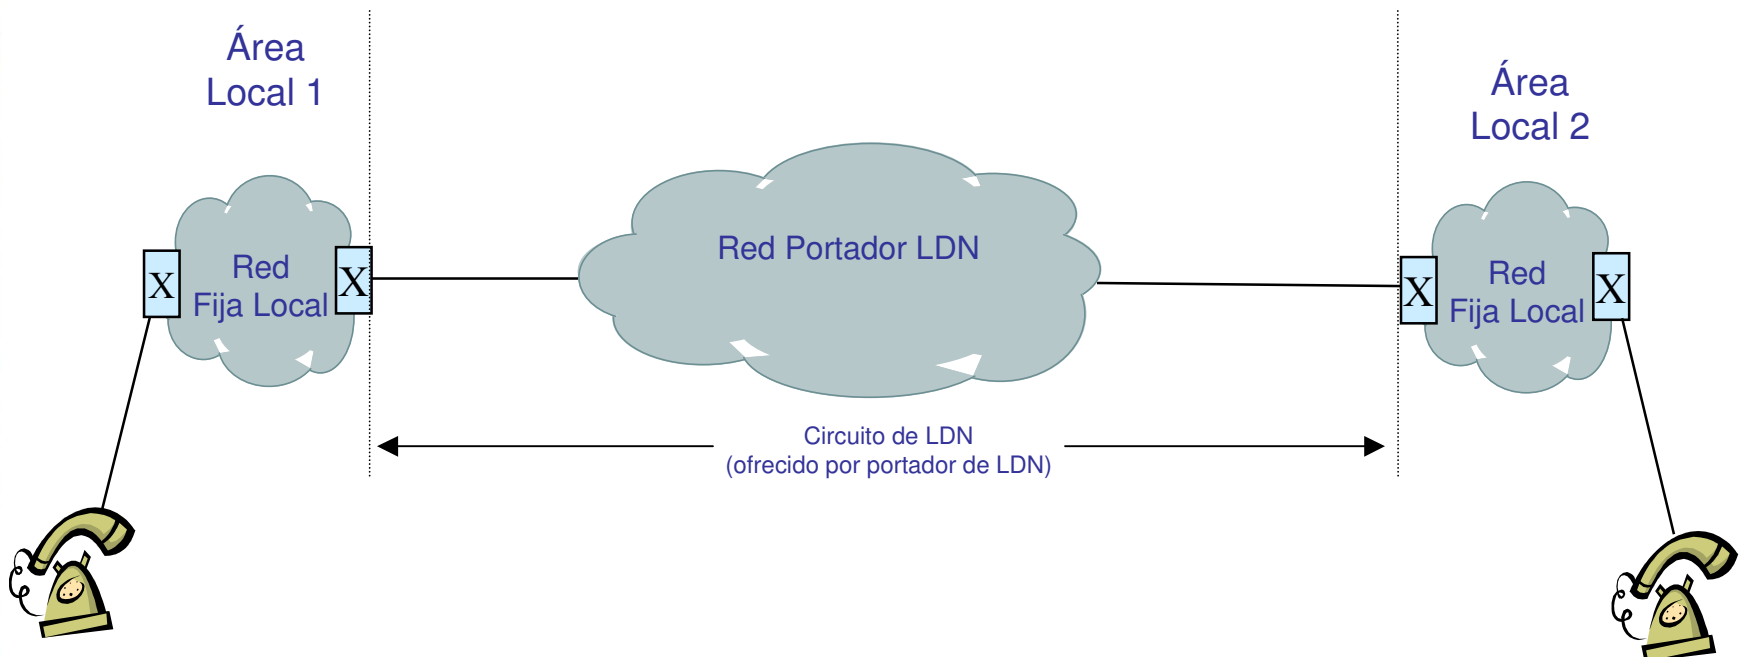 Área
Local 1
Área
Local 2
Red Portador LDN
Red
Fija Local
X
X
Red
Fija Local
X
X
Circuito de LDN
(ofrecido por portador de LDN)